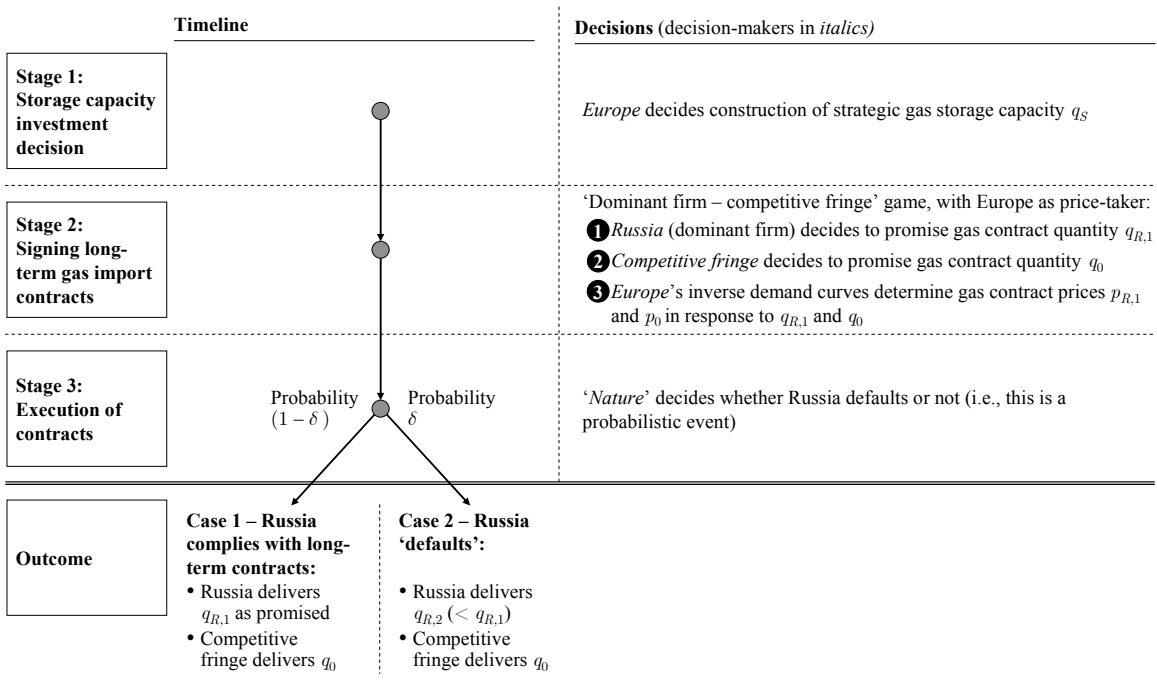 Timeline
Decisions (decision-makers in italics)
Stage 1:
Storage capacity
investment
decision
Europe decides construction of strategic gas storage capacity q_S
Stage 2:
Signing long-
term gas import
contracts
‘Dominant firm – competitive fringe’ game, with Europe as price-taker:
1 Russia (dominant firm) decides to promise gas contract quantity q_{R,1}
2 Competitive fringe decides to promise gas contract quantity q_0
3 Europe’s inverse demand curves determine gas contract prices p_{R,1}
and p_0 in response to q_{R,1} and q_0
Stage 3:
Execution of
contracts
Probability
(1 – δ)
Probability
δ
‘Nature’ decides whether Russia defaults or not (i.e., this is a
probabilistic event)
Outcome
Case 1 – Russia
complies with long-
term contracts:
• Russia delivers
q_{R,1} as promised
• Competitive
fringe delivers q_0
Case 2 – Russia
‘defaults’:
• Russia delivers
q_{R,2} (< q_{R,1})
• Competitive
fringe delivers q_0